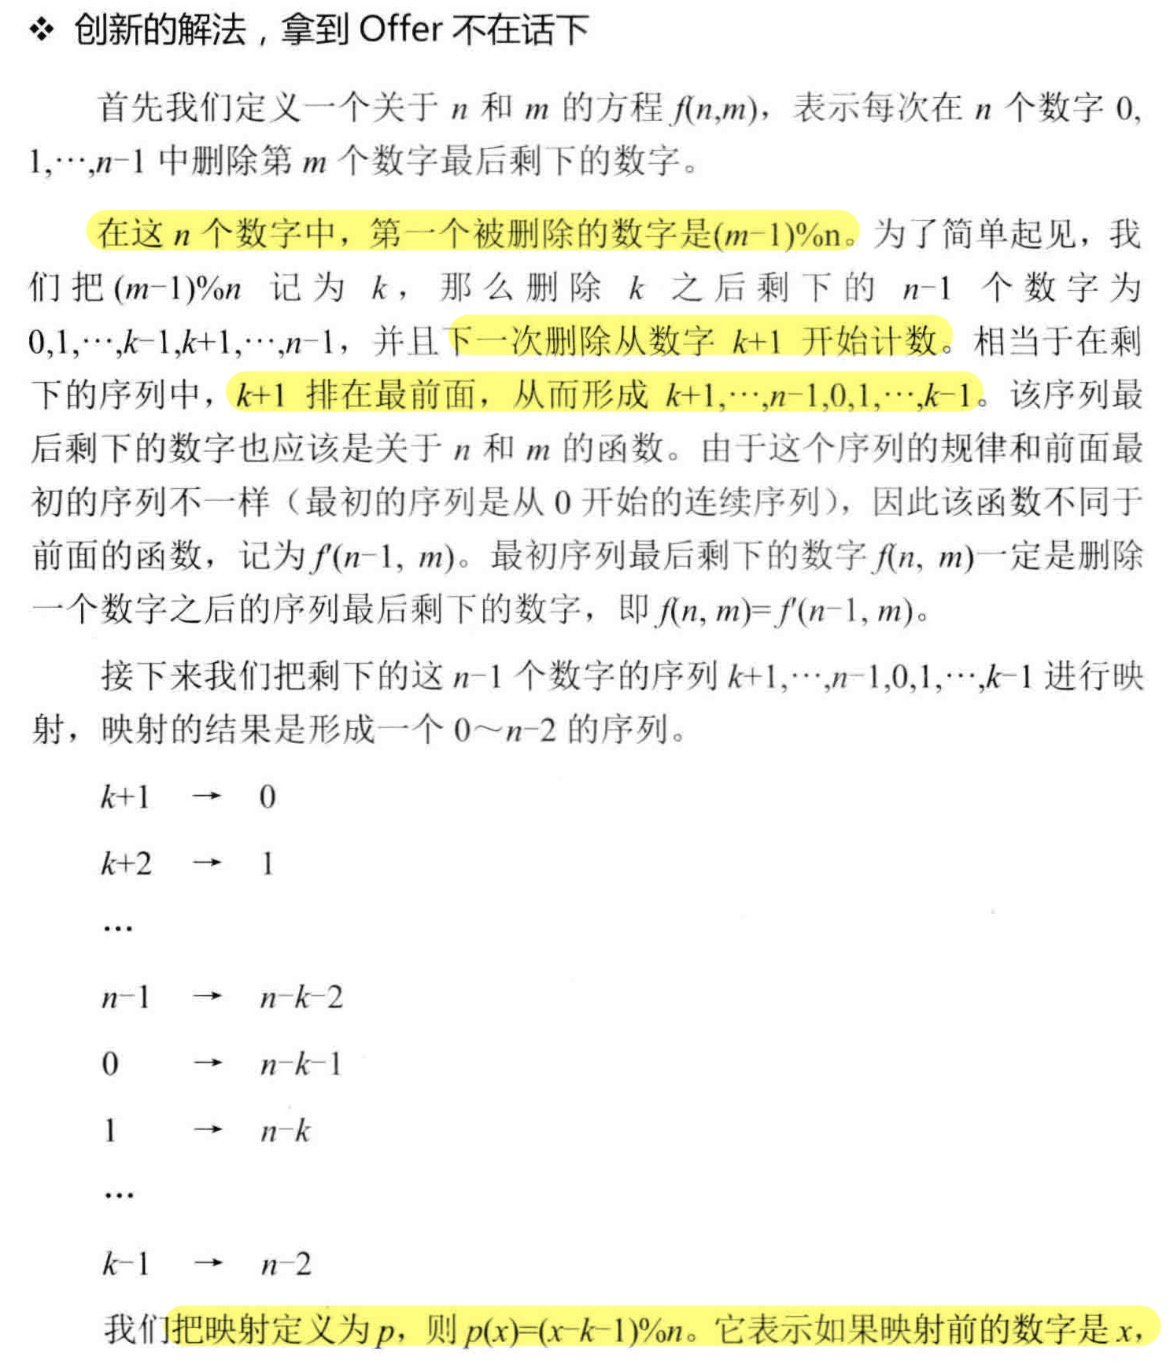 ❖ 创新的解法，拿到 Offer 不在话下
首先我们定义一个关于 n 和 m 的方程 f(n,m)，表示每次在 n 个数字 0,
1,···,n−1 中删除第 m 个数字最后剩下的数字。
在这 n 个数字中，第一个被删除的数字是(m−1)%n。为了简单起见，我
们把(m−1)%n 记为 k，那么删除 k 之后剩下的 n−1 个数字为
0,1,···,k−1,k+1,···,n−1，并且下一次删除从数字 k+1 开始计数。相当于在剩
下的序列中，k+1 排在最前面，从而形成 k+1,···,n−1,0,1,···,k−1。该序列最
后剩下的数字也应该是关于 n 和 m 的函数。由于这个序列的规律和前面最
初的序列不一样（最初的序列是从 0 开始的连续序列），因此该函数不同于
前面的函数，记为 f'(n−1, m)。最初序列最后剩下的数字 f(n, m)一定是删除
一个数字之后的序列最后剩下的数字，即 f(n, m)= f'(n−1, m)。
接下来我们把剩下的这 n−1 个数字的序列 k+1,···,n−1,0,1,···,k−1 进行映
射，映射的结果是形成一个 0～n−2 的序列。
k+1 → 0
k+2 → 1
···
n−1 → n−k−2
0 → n−k−1
1 → n−k
···
k−1 → n−2
我们把映射定义为 p，则 p(x)=(x−k−1)%n。它表示如果映射前的数字是 x，